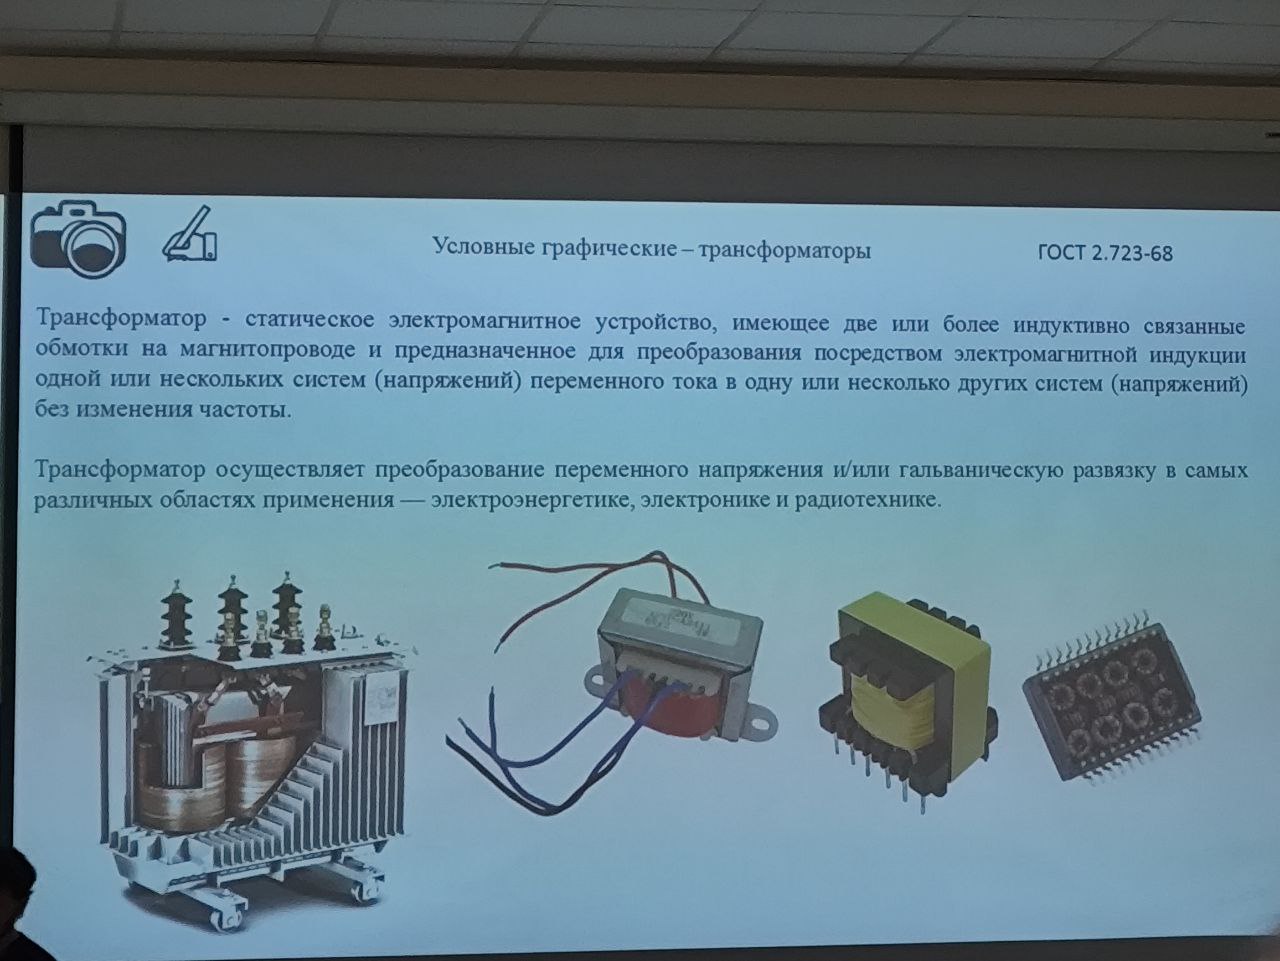 Условные графические – трансформаторы
ГОСТ 2.723-68
Трансформатор - статическое электромагнитное устройство, имеющее две или более индуктивно связанные
обмотки на магнитопроводе и предназначенное для преобразования посредством электромагнитной индукции
одной или нескольких систем (напряжений) переменного тока в одну или несколько других систем (напряжений)
без изменения частоты.
Трансформатор осуществляет преобразование переменного напряжения и/или гальваническую развязку в самых
различных областях применения — электроэнергетике, электронике и радиотехнике.